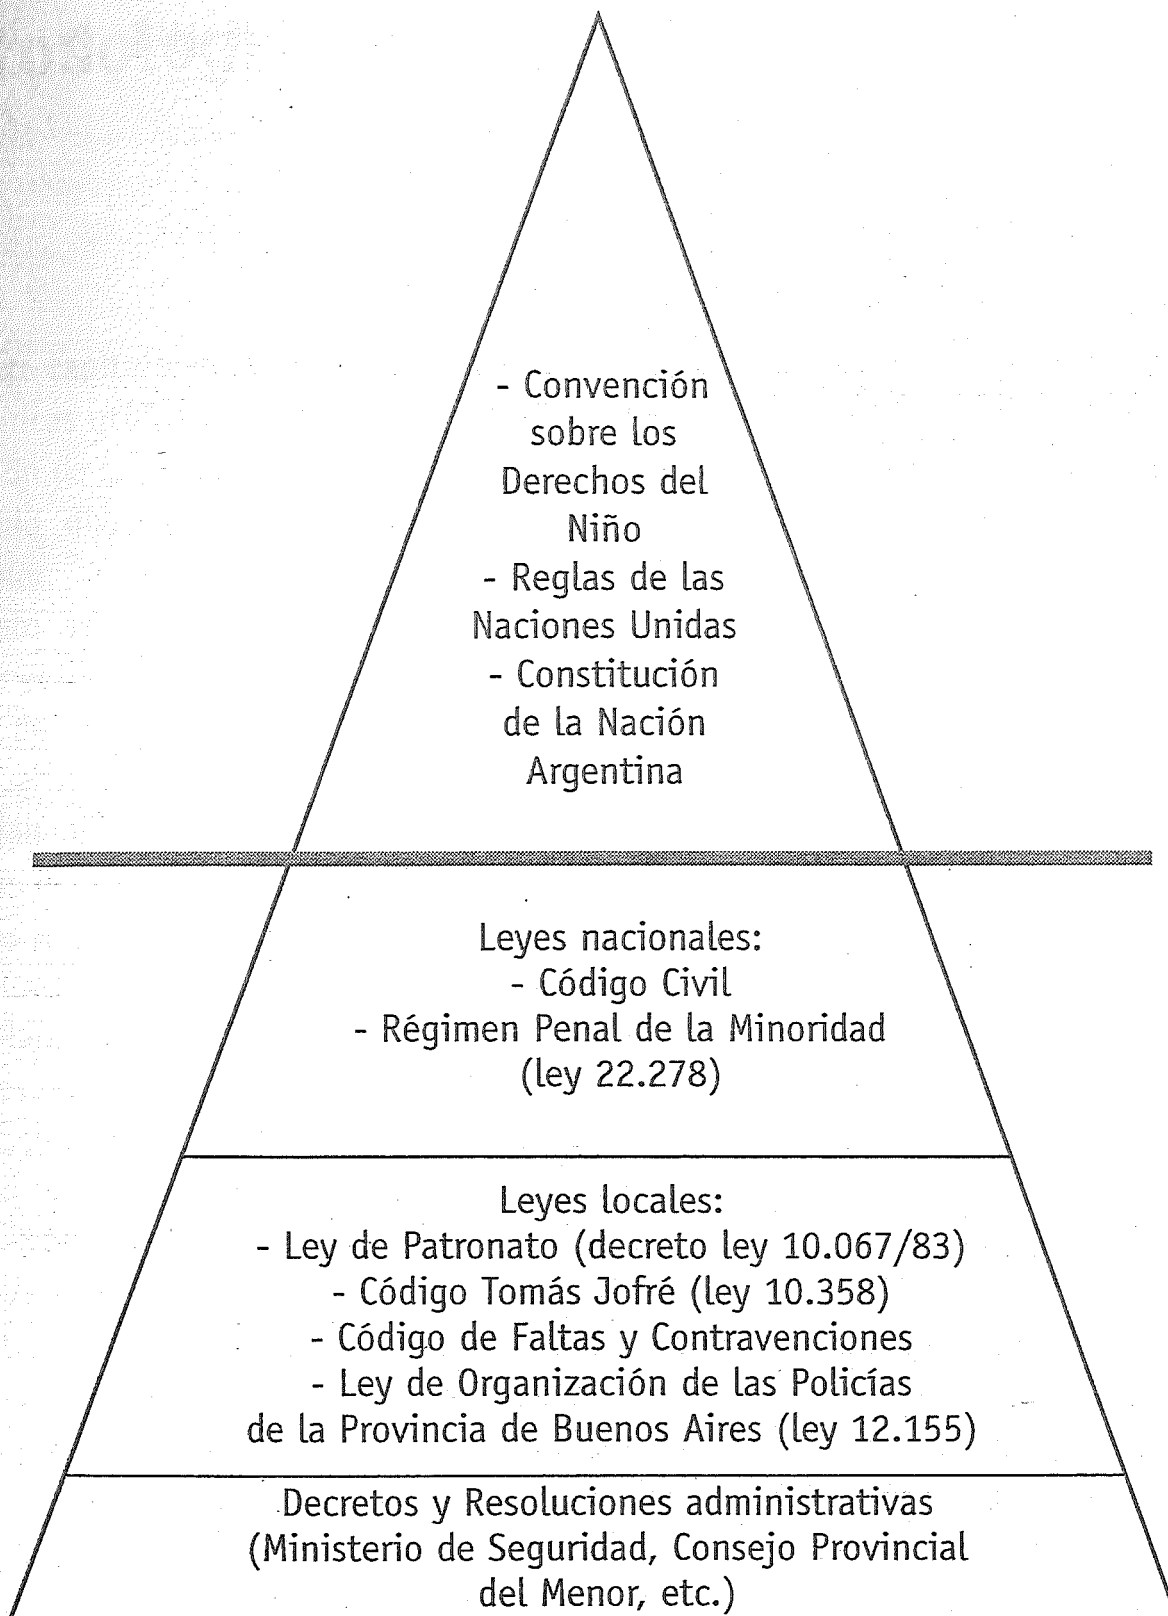 - Convención
sobre los
Derechos del
Niño
- Reglas de las
Naciones Unidas
- Constitución
de la Nación
Argentina
Leyes nacionales:
- Código Civil
- Régimen Penal de la Minoridad
(ley 22.278)
Leyes locales:
- Ley de Patronato (decreto ley 10.067/83)
- Código Tomás Jofré (ley 10.358)
- Código de Faltas y Contravenciones
- Ley de Organización de las Policías
de la Provincia de Buenos Aires (ley 12.155)
Decretos y Resoluciones administrativas
(Ministerio de Seguridad, Consejo Provincial
del Menor, etc.)